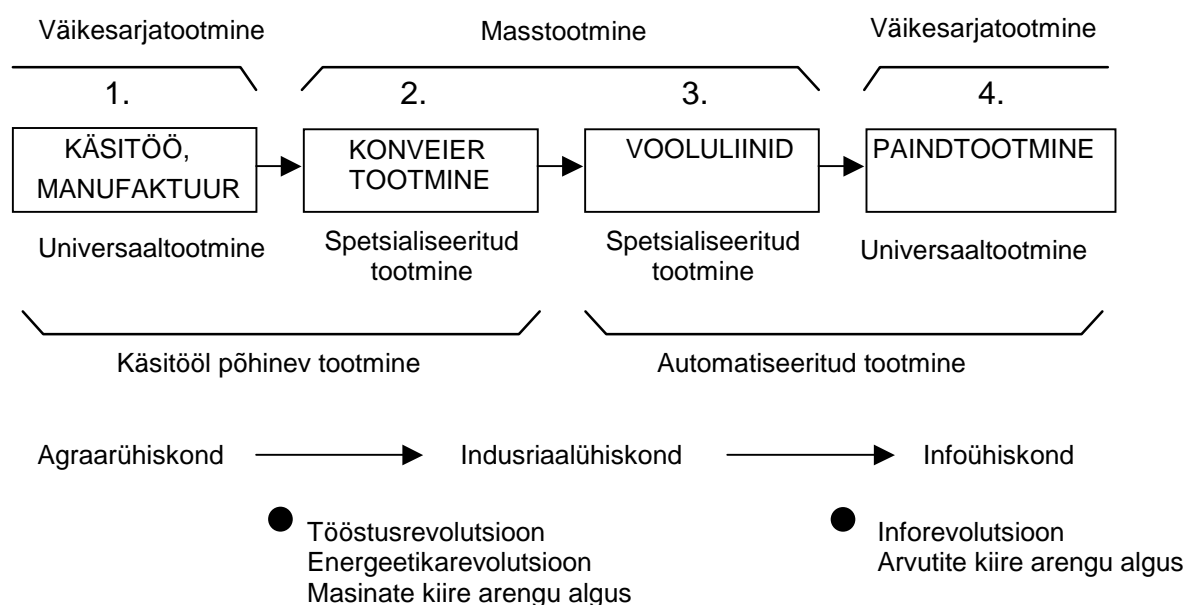 Väikesarjatootmine
Masstootmine
Väikesarjatootmine
1.
2.
3.
4.
KÄSITÖÖ,
MANUFAKTUUR
KONVEIER
TOOTMINE
VOOLULIINID
PAINDTOOTMINE
Universaaltootmine
Spetsialiseeritud
tootmine
Spetsialiseeritud
tootmine
Universaaltootmine
Käsitööl põhinev tootmine
Automatiseeritud tootmine
Agraarühiskond
Indusriaalühiskond
Infoühiskond
Tööstusrevolutsioon
Energeetikarevolutsioon
Masinate kiire arengu algus
Inforevolutsioon
Arvutite kiire arengu algus